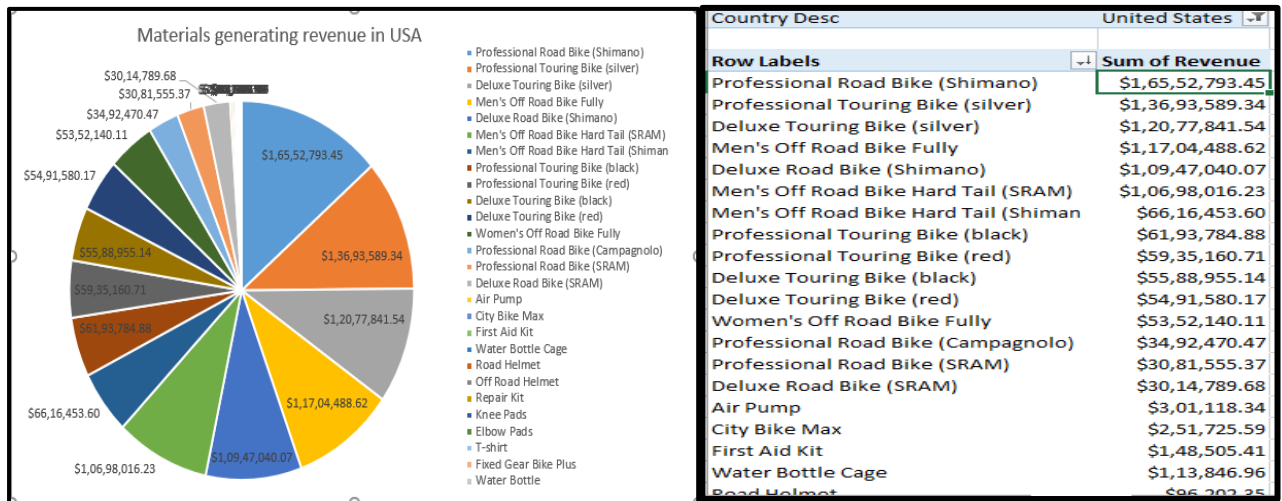 Materials generating revenue in USA
$30,14,789.68
$30,81,555.37
$34,92,470.47
$53,52,140.11
$54,91,580.17
$55,88,955.14
$59,35,160.71
$61,93,784.88
$66,16,453.60
$1,06,98,016.23
$1,09,47,040.07
$1,17,04,488.62
$1,20,77,841.54
$1,36,93,589.34
$1,65,52,793.45
Professional Road Bike (Shimano)
Professional Touring Bike (silver)
Deluxe Touring Bike (silver)
Men's Off Road Bike Fully
Deluxe Road Bike (Shimano)
Men's Off Road Bike Hard Tail (SRAM)
Men's Off Road Bike Hard Tail (Shiman
Professional Touring Bike (black)
Professional Touring Bike (red)
Deluxe Touring Bike (black)
Deluxe Touring Bike (red)
Women's Off Road Bike Fully
Professional Road Bike (Campagnolo)
Professional Road Bike (SRAM)
Deluxe Road Bike (SRAM)
Air Pump
City Bike Max
First Aid Kit
Water Bottle Cage
Road Helmet
Off Road Helmet
Repair Kit
Knee Pads
Elbow Pads
T-shirt
Fixed Gear Bike Plus
Water Bottle
Country Desc United States
Row Labels Sum of Revenue
Professional Road Bike (Shimano) $1,65,52,793.45
Professional Touring Bike (silver) $1,36,93,589.34
Deluxe Touring Bike (silver) $1,20,77,841.54
Men's Off Road Bike Fully $1,17,04,488.62
Deluxe Road Bike (Shimano) $1,09,47,040.07
Men's Off Road Bike Hard Tail (SRAM) $1,06,98,016.23
Men's Off Road Bike Hard Tail (Shiman $66,16,453.60
Professional Touring Bike (black) $61,93,784.88
Professional Touring Bike (red) $59,35,160.71
Deluxe Touring Bike (black) $55,88,955.14
Deluxe Touring Bike (red) $54,91,580.17
Women's Off Road Bike Fully $53,52,140.11
Professional Road Bike (Campagnolo) $34,92,470.47
Professional Road Bike (SRAM) $30,81,555.37
Deluxe Road Bike (SRAM) $30,14,789.68
Air Pump $3,01,118.34
City Bike Max $2,51,725.59
First Aid Kit $1,48,505.41
Water Bottle Cage $1,13,846.96
Road Helmet $96,202.35